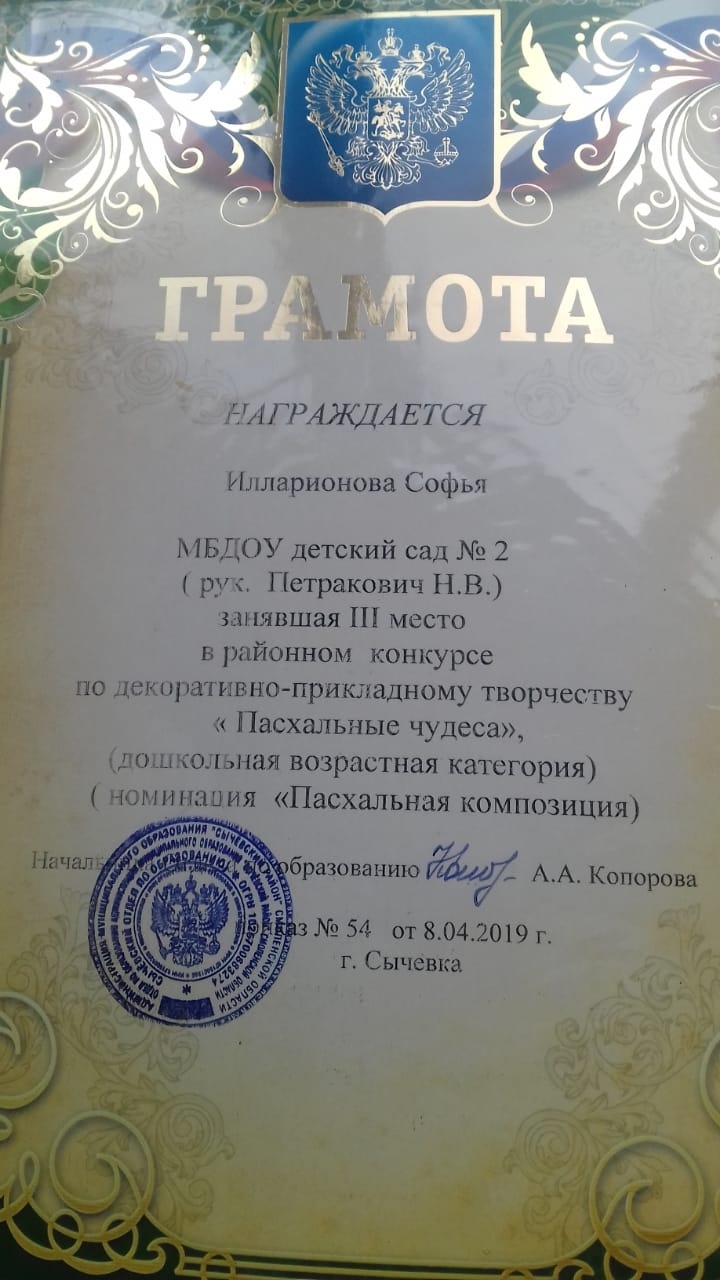 ГРАМОТА
НАГРАЖДАЕТСЯ
Илларионова Софья
МБДОУ детский сад № 2
( рук. Петракович Н.В.)
занявшая III место
в районном конкурсе
по декоративно-прикладному творчеству
« Пасхальные чудеса»,
(дошкольная возрастная категория)
( номинация «Пасхальная композиция)
образованию А.А. Копорова
№ 54 от 8.04.2019 г.
г. Сычевка